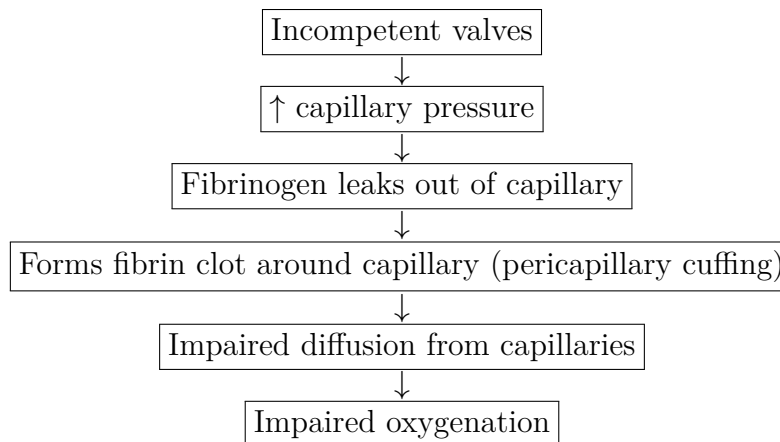 Incompetent valves
↑ capillary pressure
Fibrinogen leaks out of capillary
Forms fibrin clot around capillary (pericapillary cuffing)
Impaired diffusion from capillaries
Impaired oxygenation